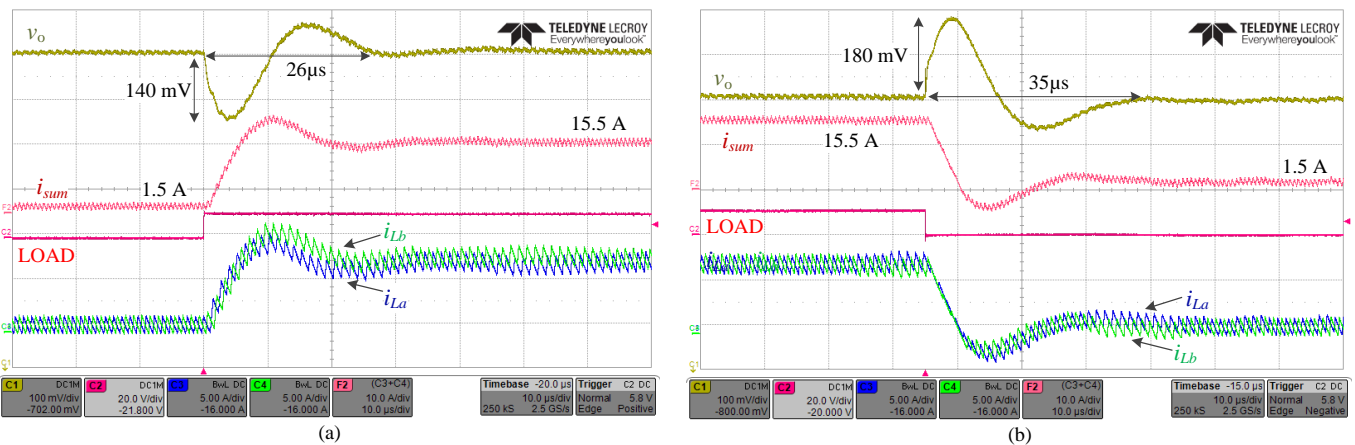 TELEDYNE LECROY
Everywhereyoulook™
vo
140 mV
26µs
15.5 A
isum
1.5 A
F2
C2
LOAD
iLb
iLa
C3
C1
C1 DC1M
100 mV/div
-702.00 mV
C2 DC1M
20.0 V/div
-21.800 V
C3 BwL DC
5.00 A/div
-16.000 A
C4 BwL DC
5.00 A/div
-16.000 A
F2 (C3+C4)
10.0 A/div
10.0 µs/div
Timebase -20.0 µs
10.0 µs/div
250 kS 2.5 GS/s
Trigger C2 DC
Normal 5.8 V
Edge Positive
(a)
TELEDYNE LECROY
Everywhereyoulook™
180 mV
vo
35µs
isum
15.5 A
1.5 A
F2
C2
LOAD
iLa
iLb
C1
C1 DC1M
100 mV/div
-800.00 mV
C2 DC1M
20.0 V/div
-20.000 V
C3 BwL DC
5.00 A/div
-16.000 A
C4 BwL DC
5.00 A/div
-16.000 A
F2 (C3+C4)
10.0 A/div
10.0 µs/div
Timebase -15.0 µs
10.0 µs/div
250 kS 2.5 GS/s
Trigger C2 DC
Normal 5.8 V
Edge Negative
(b)